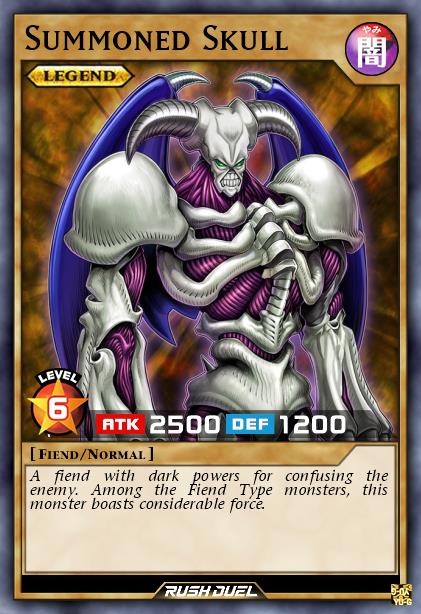 Summoned Skull
やみ
闇
LEGEND
LEVEL
6
ATK 2500 DEF 1200
[Fiend/Normal]
A fiend with dark powers for confusing the
enemy. Among the Fiend Type monsters, this
monster boasts considerable force.
RUSH DUEL